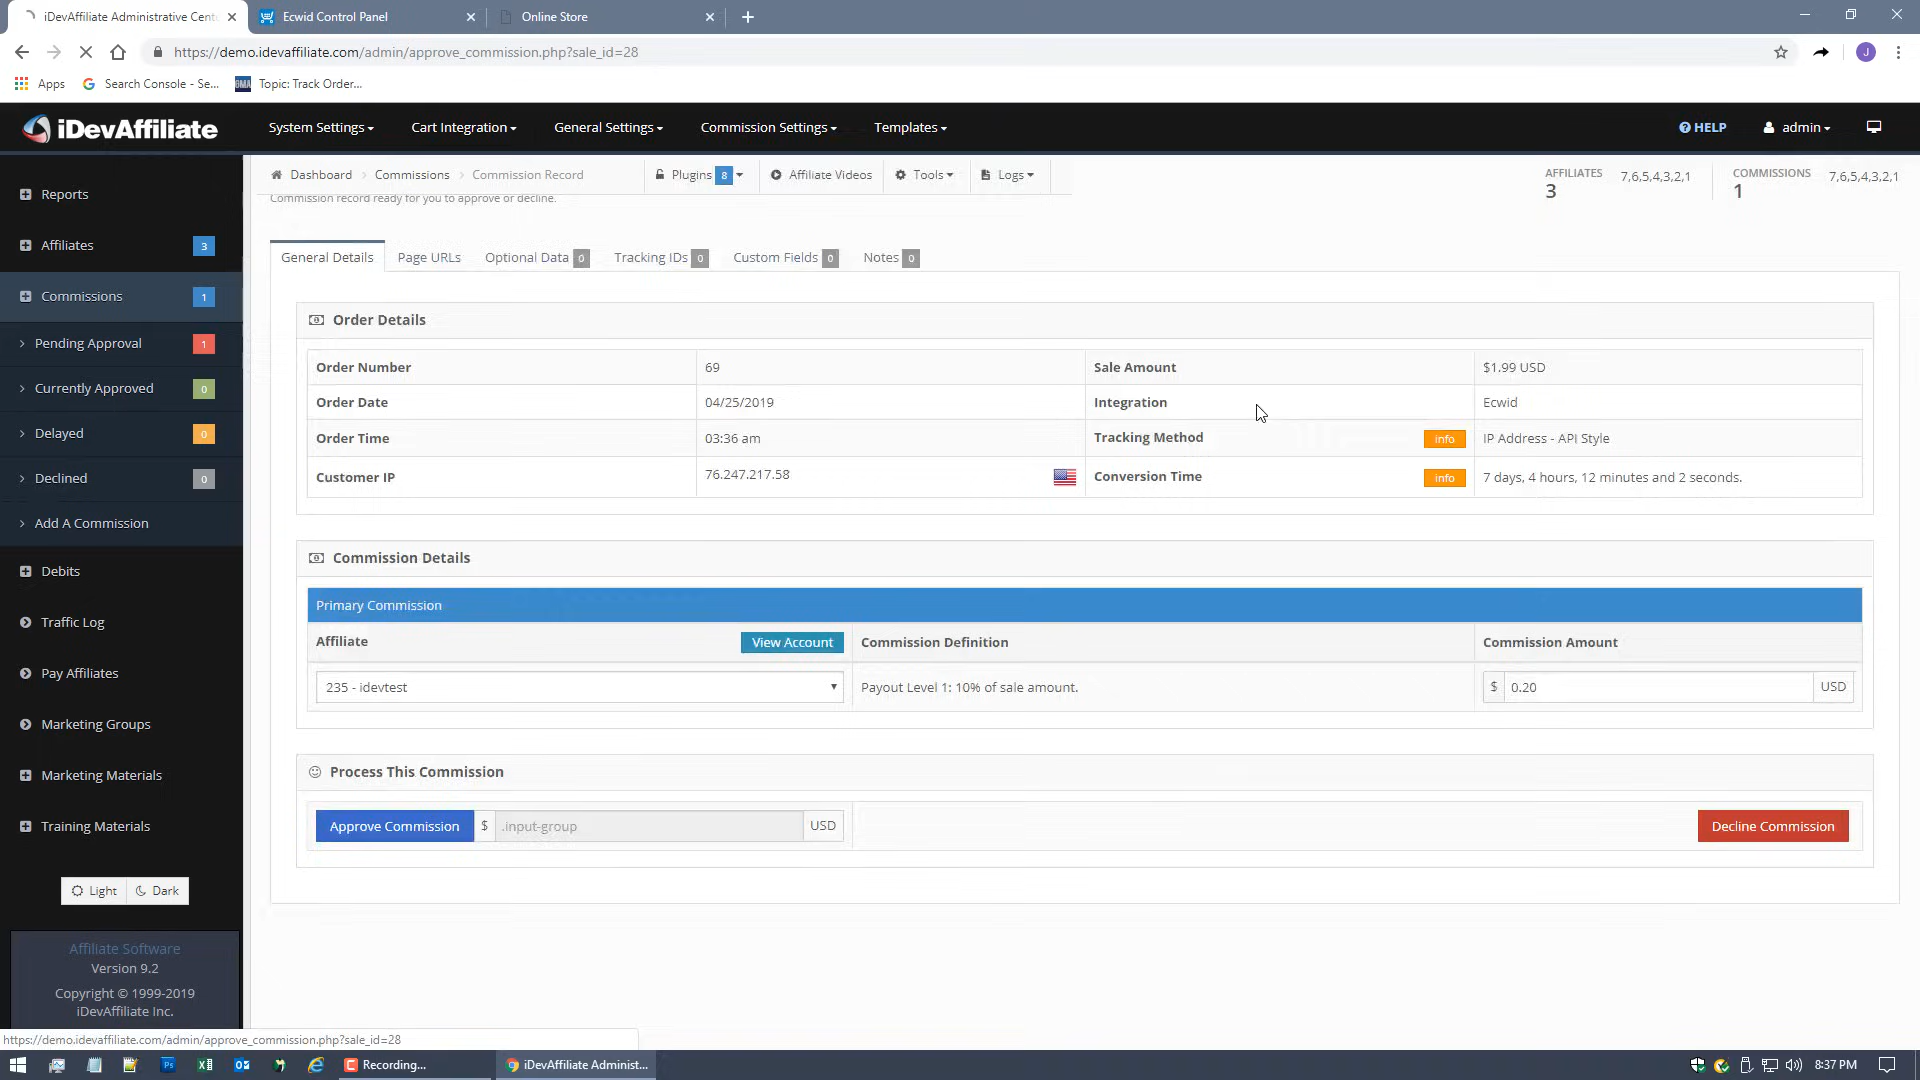 iDevAffiliate Administrative Cent
Ecwid Control Panel
Online Store
https://demo.idevaffiliate.com/admin/approve_commission.php?sale_id=28
J
Apps
Search Console - Se...
Topic: Track Order...
iDevAffiliate
System Settings
Cart Integration
General Settings
Commission Settings
Templates
HELP
admin
Dashboard
Commissions
Commission Record
Plugins 8
Affiliate Videos
Tools
Logs
AFFILIATES
3
7,6,5,4,3,2,1
COMMISSIONS
1
7,6,5,4,3,2,1
Commission record ready for you to approve or decline.
Reports
Affiliates 3
Commissions 1
Pending Approval 1
Currently Approved 0
Delayed 0
Declined 0
Add A Commission
Debits
Traffic Log
Pay Affiliates
Marketing Groups
Marketing Materials
Training Materials
Light
Dark
Affiliate Software
Version 9.2
Copyright © 1999-2019
iDevAffiliate Inc.
General Details
Page URLs
Optional Data 0
Tracking IDs 0
Custom Fields 0
Notes 0
Order Details
Order Number 69 Sale Amount $1.99 USD
Order Date 04/25/2019 Integration Ecwid
Order Time 03:36 am Tracking Method info IP Address - API Style
Customer IP 76.247.217.58 Conversion Time info 7 days, 4 hours, 12 minutes and 2 seconds.
Commission Details
Primary Commission
Affiliate View Account Commission Definition Commission Amount
235 - idevtest Payout Level 1: 10% of sale amount. $ 0.20 USD
Process This Commission
Approve Commission $ .input-group USD Decline Commission
https://demo.idevaffiliate.com/admin/approve_commission.php?sale_id=28
Recording...
iDevAffiliate Administ...
8:37 PM